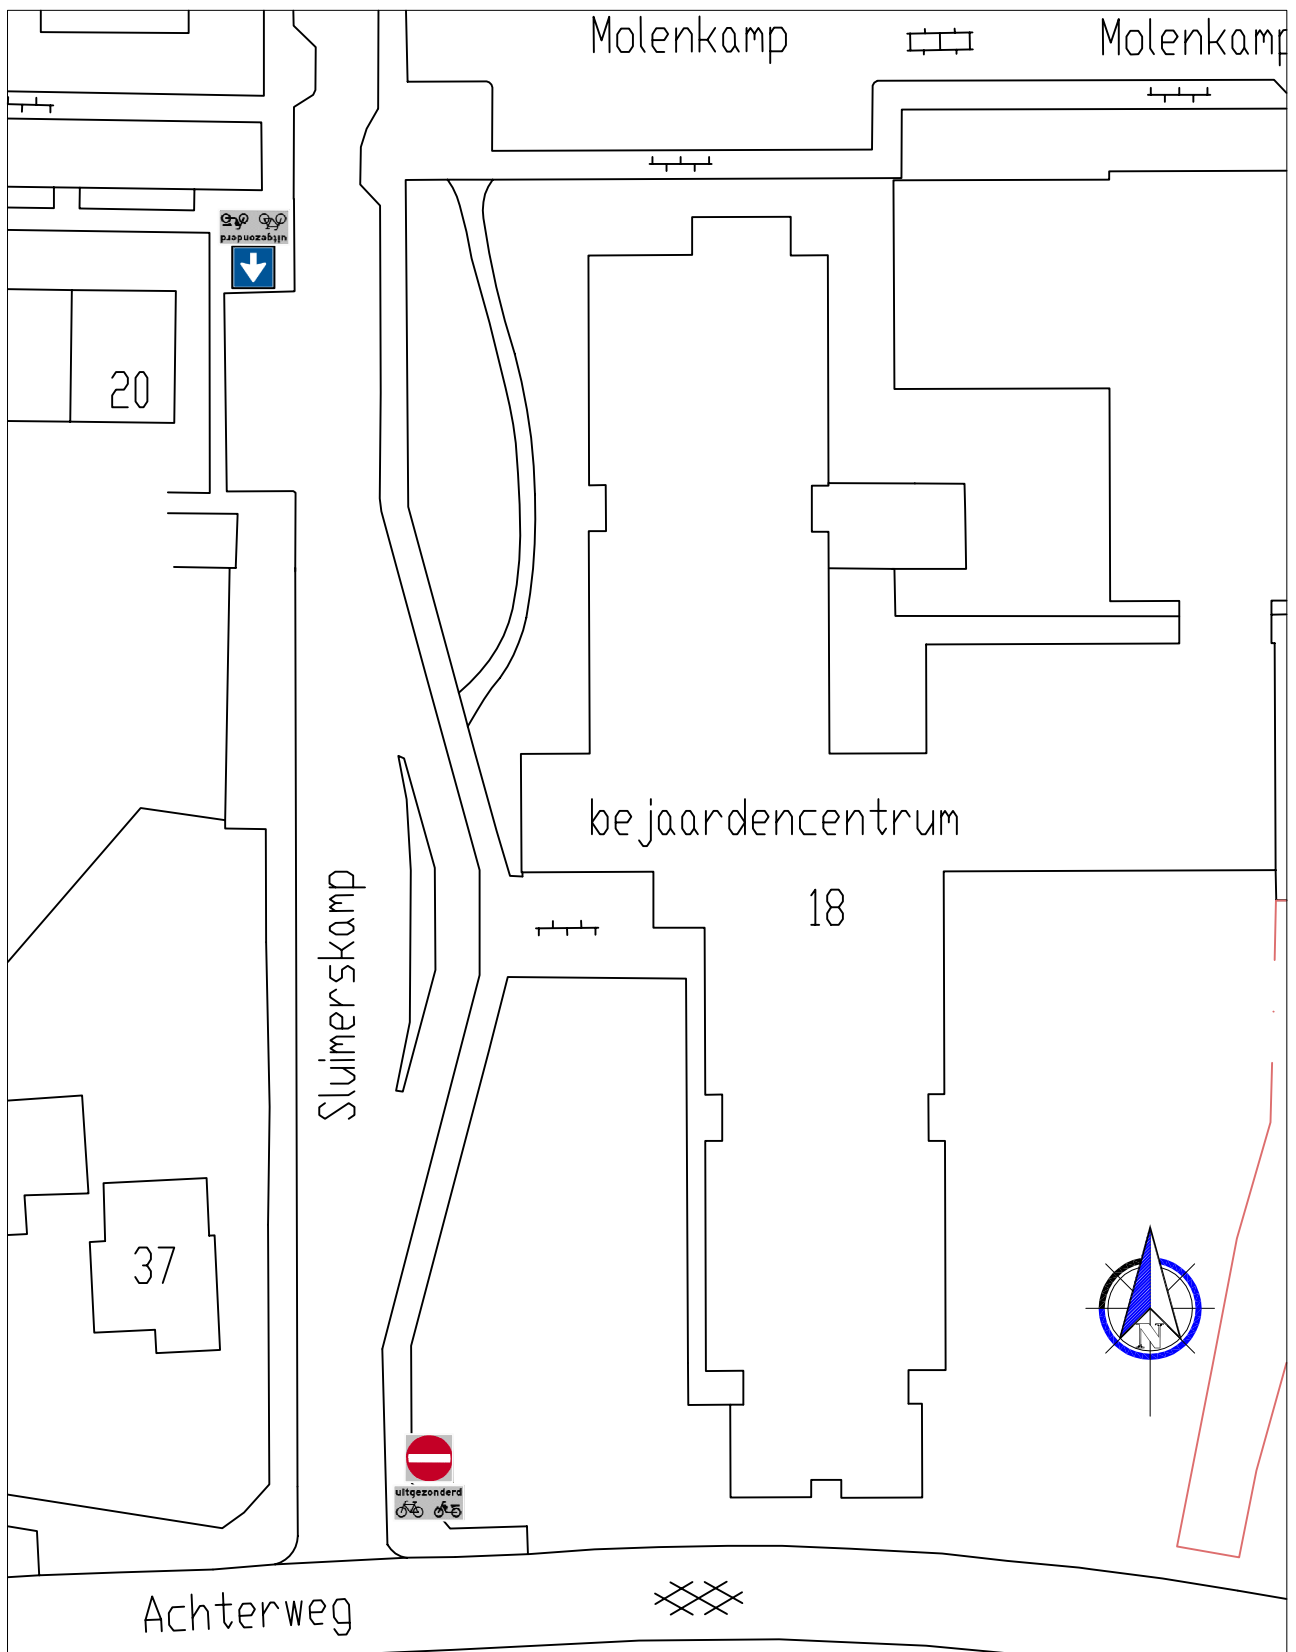 Molenkamp
Molenkamp
uitgezonderd
20
bejaardencentrum
18
Sluimerskamp
37
N
uitgezonderd
Achterweg